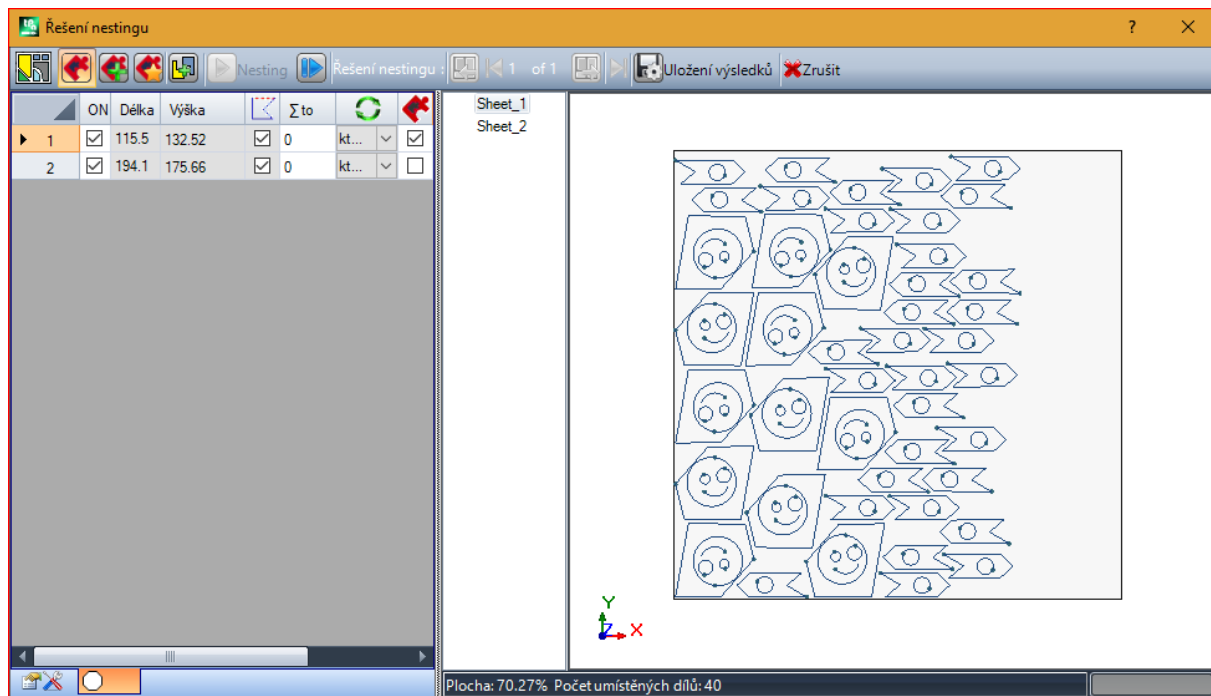 Řešení nestingu
Nesting Řešení nestingu : 1 of 1 Uložení výsledků Zrušit
ON Délka Výška Σ to
1 115.5 132.52 0 kt...
2 194.1 175.66 0 kt...
Sheet_1
Sheet_2
Y
Z X
Plocha: 70.27% Počet umístěných dílů: 40